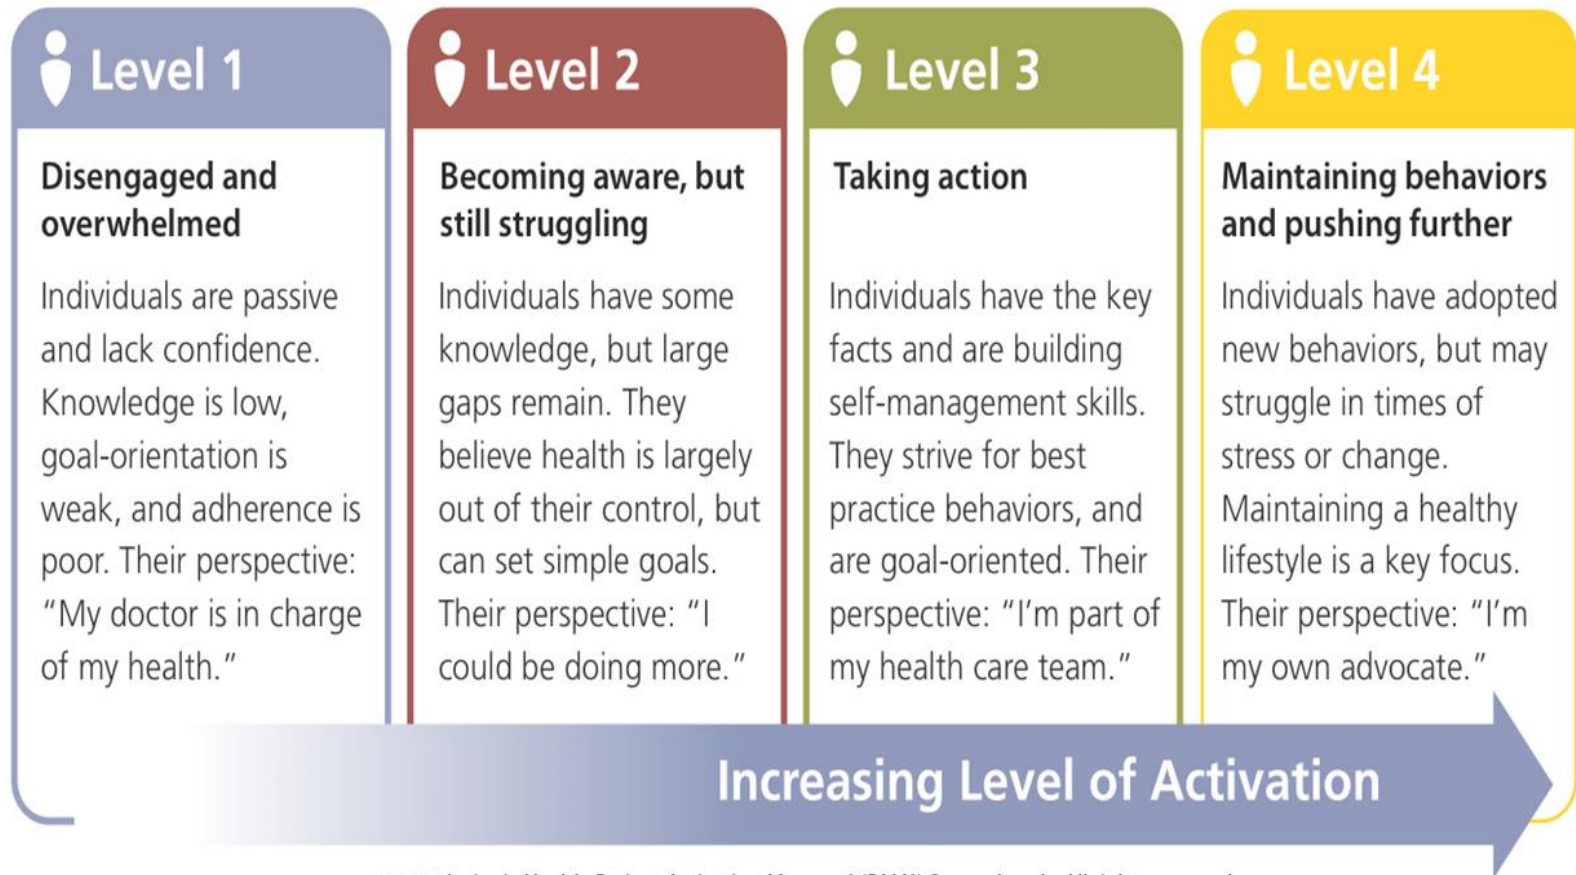 Level 1
Disengaged and
overwhelmed
Individuals are passive
and lack confidence.
Knowledge is low,
goal-orientation is
weak, and adherence is
poor. Their perspective:
“My doctor is in charge
of my health.”
Level 2
Becoming aware, but
still struggling
Individuals have some
knowledge, but large
gaps remain. They
believe health is largely
out of their control, but
can set simple goals.
Their perspective: “I
could be doing more.”
Level 3
Taking action
Individuals have the key
facts and are building
self-management skills.
They strive for best
practice behaviors, and
are goal-oriented. Their
perspective: “I’m part of
my health care team.”
Level 4
Maintaining behaviors
and pushing further
Individuals have adopted
new behaviors, but may
struggle in times of
stress or change.
Maintaining a healthy
lifestyle is a key focus.
Their perspective: “I’m
my own advocate.”
Increasing Level of Activation